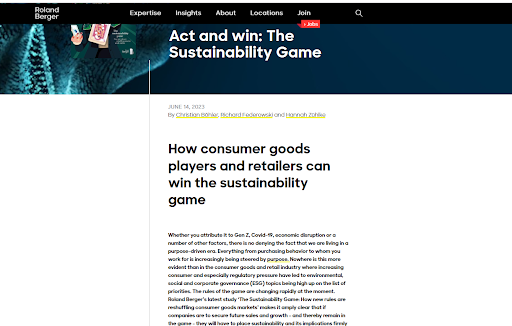 Roland
Berger
Expertise Insights About Locations Join
Jobs
Act and win: The
Sustainability Game
JUNE 14, 2023
By Christian Böhler, Richard Federowski and Hannah Zühlke
How consumer goods
players and retailers can
win the sustainability
game
Whether you attribute it to Gen Z, Covid-19, economic disruption or a
number of other factors, there is no denying the fact that we are living in a
purpose-driven era. Everything from purchasing behavior to whom you
work for is increasingly being steered by purpose. Nowhere is this more
evident than in the consumer goods and retail industry where increasing
consumer and especially regulatory pressure have led to environmental,
social and corporate governance (ESG) topics being high up on the list of
priorities. The rules of the game are changing rapidly at the moment.
Roland Berger's latest study 'The Sustainability Game: How new rules are
reshuffling consumer goods markets' makes it amply clear that if
companies are to secure future sales and growth – and thereby remain in
the game – they will have to place sustainability and its implications firmly